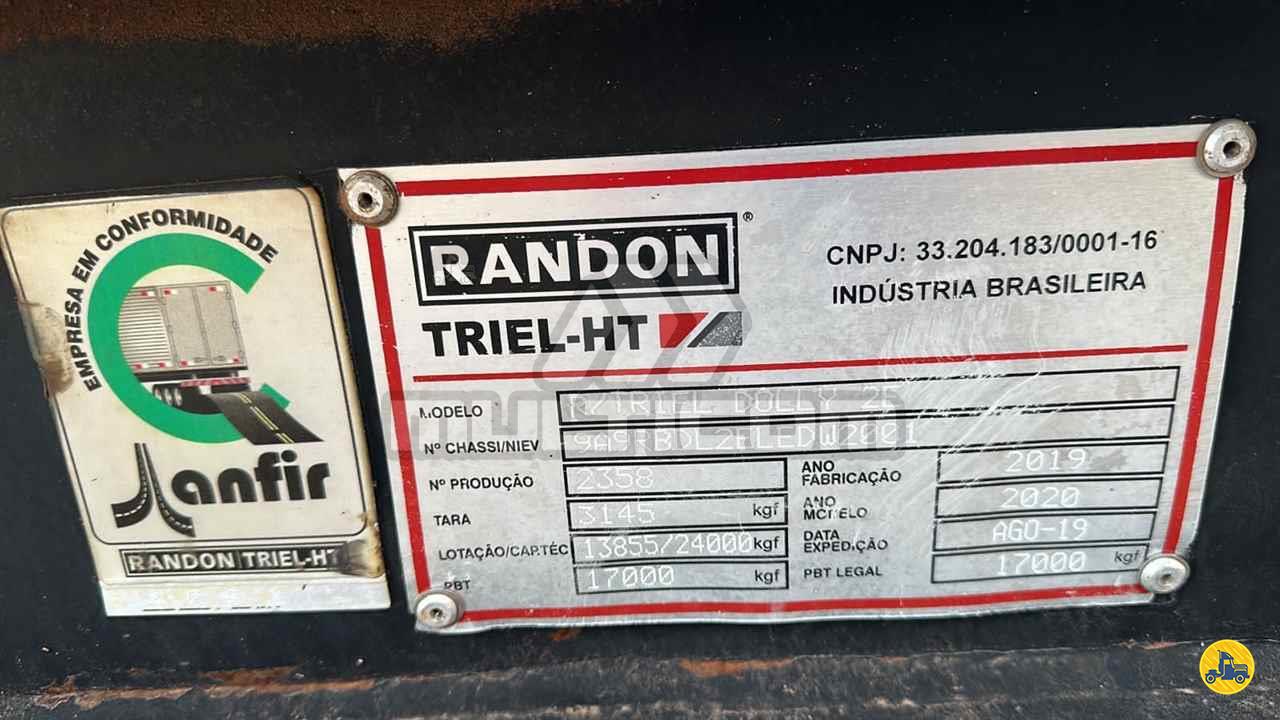 EMPRESA EM CONFORMIDADE
anfir
RANDON TRIEL-HT
RANDON®
TRIEL-HT
CNPJ: 33.204.183/0001-16
INDÚSTRIA BRASILEIRA
MODELO R/TRIEL DOLLY
Nº CHASSI/NIEV
Nº PRODUÇÃO 2358
ANO FABRICAÇÃO 2019
TARA 3145 kgf
ANO MODELO 2020
LOTAÇÃO/CAP.TÉC 13855/24000 kgf
DATA EXPEDIÇÃO AGO-19
PBT 17000 kgf
PBT LEGAL 17000 kgf